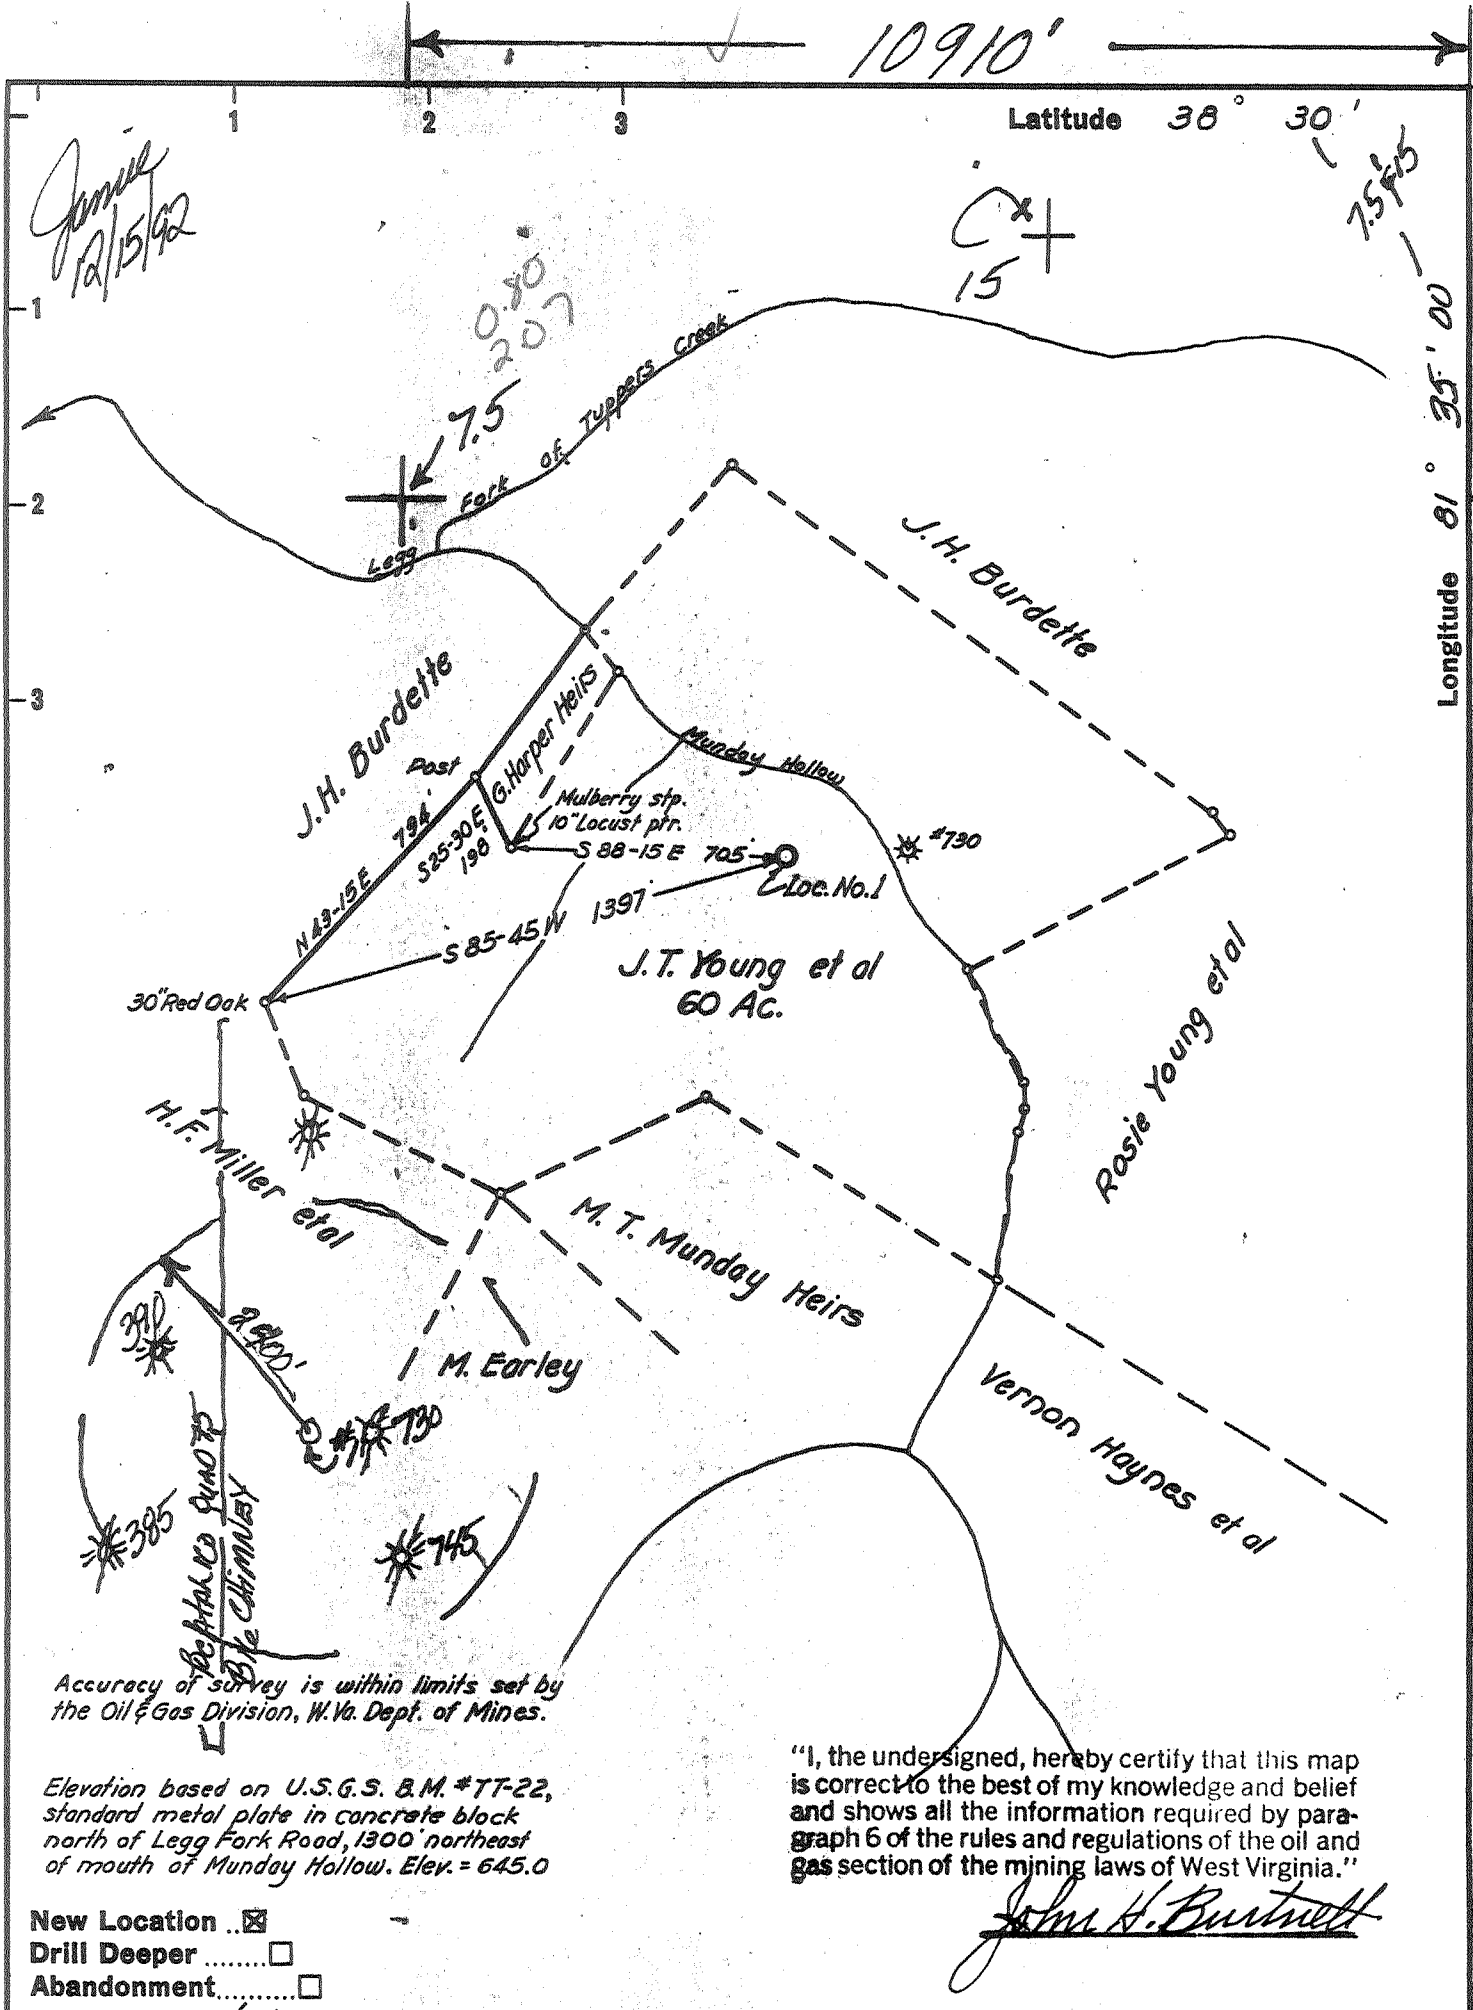 10910'
1
2
3
Latitude 38° 30'
Jamie
12/15/92
7.5 & 15
C
15
0.80
207
1
Longitude 81° 35' 00
7.5
Legg Fork of Tuppers Creek
2
J.H. Burdette
3
J.H. Burdette
G. Harper Heirs
Post
Munday Hollow
Mulberry stp.
10" Locust ptr.
N 43-15 E 794'
S 25-30 E
198'
S 88-15 E 705'
#730
Loc. No. 1
S 85-45 W 1397'
J.T. Young et al
60 Ac.
30" Red Oak
Rosie Young et al
H.F. Miller et al
M. T. Munday Heirs
390
M. Earley
Vernon Haynes et al
730
385
745
Accuracy of survey is within limits set by
the Oil & Gas Division, W. Va. Dept. of Mines.
Elevation based on U.S.G.S. B.M. #TT-22,
standard metal plate in concrete block
north of Legg Fork Road, 1300' northeast
of mouth of Munday Hollow. Elev. = 645.0
"I, the undersigned, hereby certify that this map
is correct to the best of my knowledge and belief
and shows all the information required by para-
graph 6 of the rules and regulations of the oil and
gas section of the mining laws of West Virginia."
John H. Burtnett
New Location ..☒
Drill Deeper ........☐
Abandonment..........☐